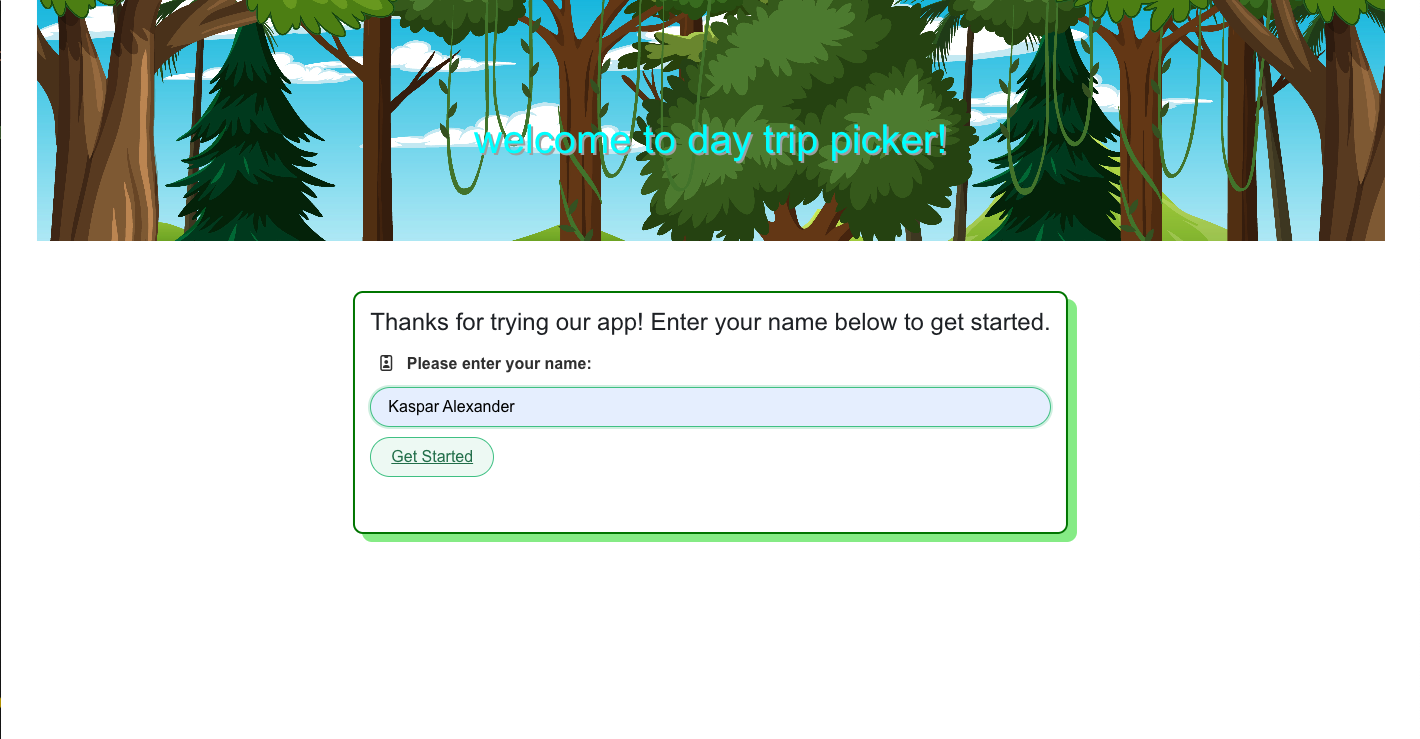 welcome to day trip picker!
Thanks for trying our app! Enter your name below to get started.
Please enter your name:
Kaspar Alexander
Get Started